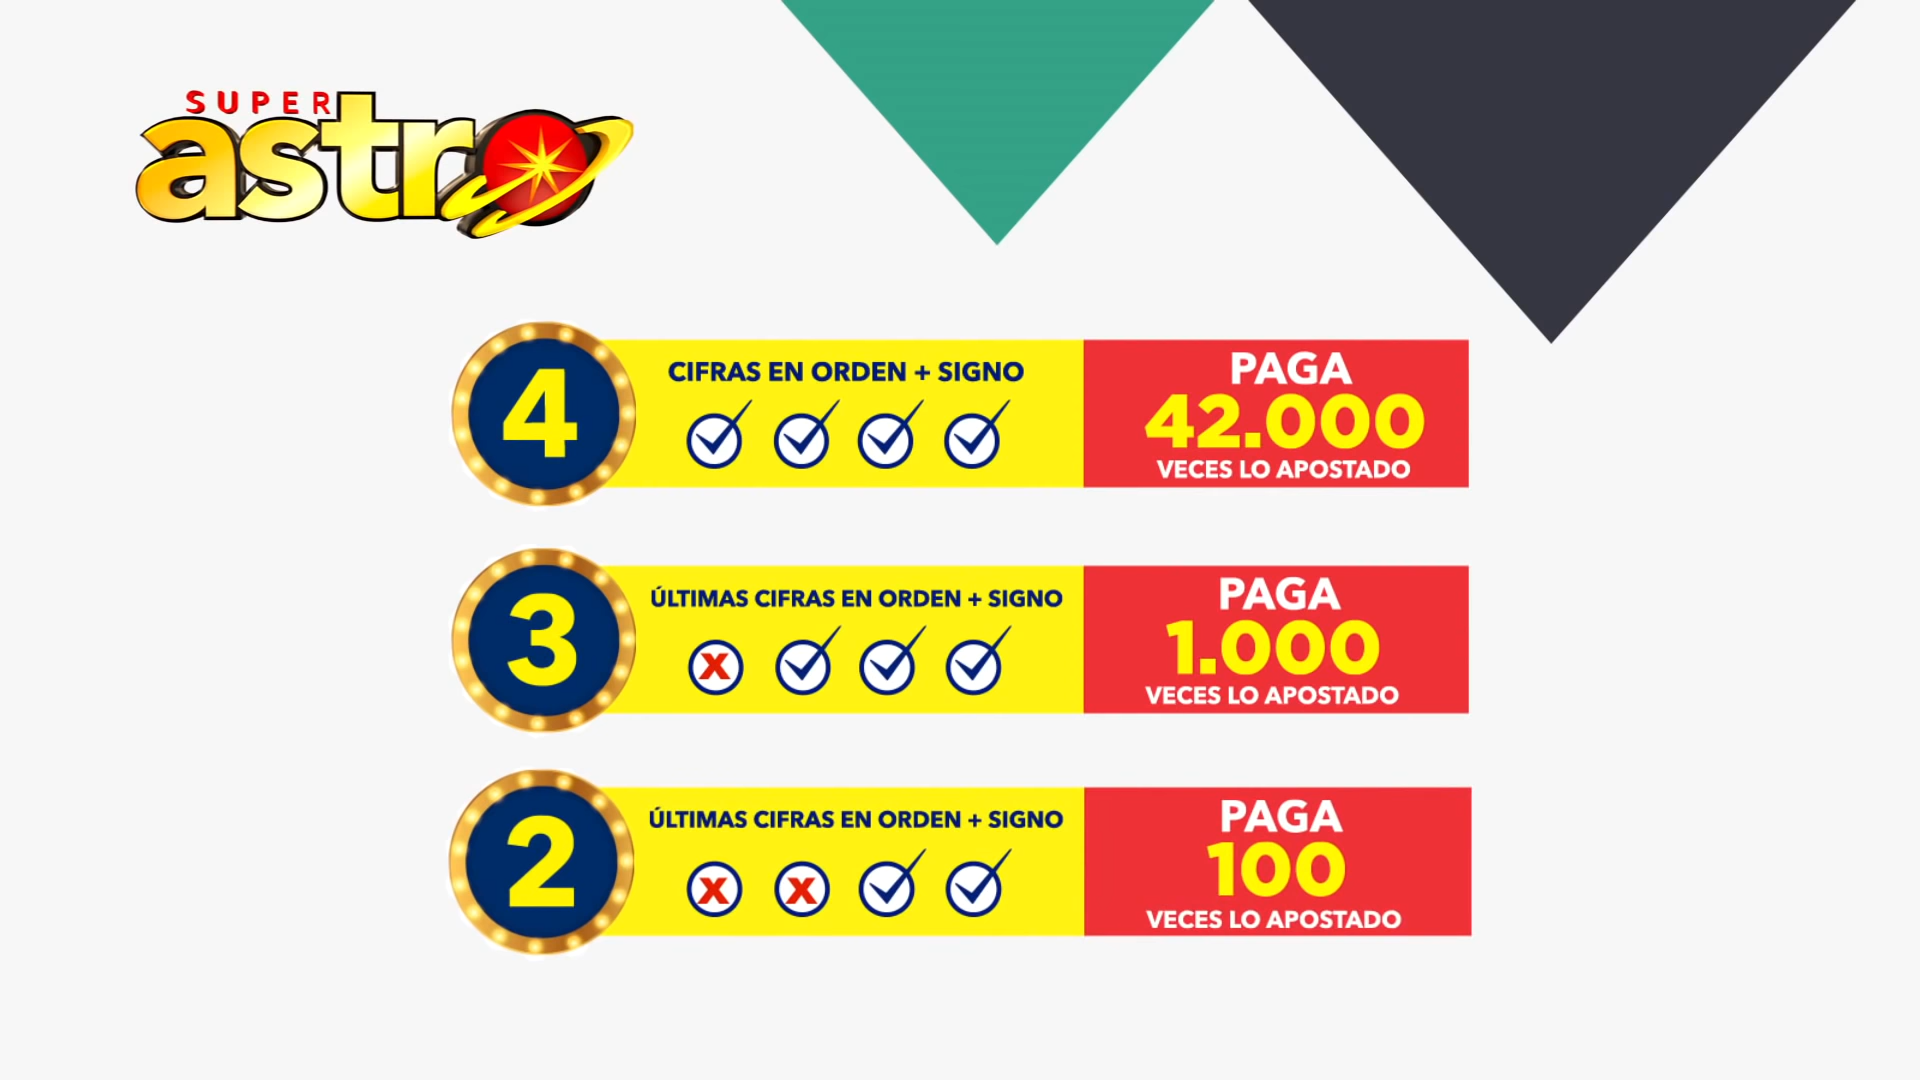 SUPER
astro
4
CIFRAS EN ORDEN + SIGNO
PAGA
42.000
VECES LO APOSTADO
3
ÚLTIMAS CIFRAS EN ORDEN + SIGNO
X
PAGA
1.000
VECES LO APOSTADO
2
ÚLTIMAS CIFRAS EN ORDEN + SIGNO
X X
PAGA
100
VECES LO APOSTADO